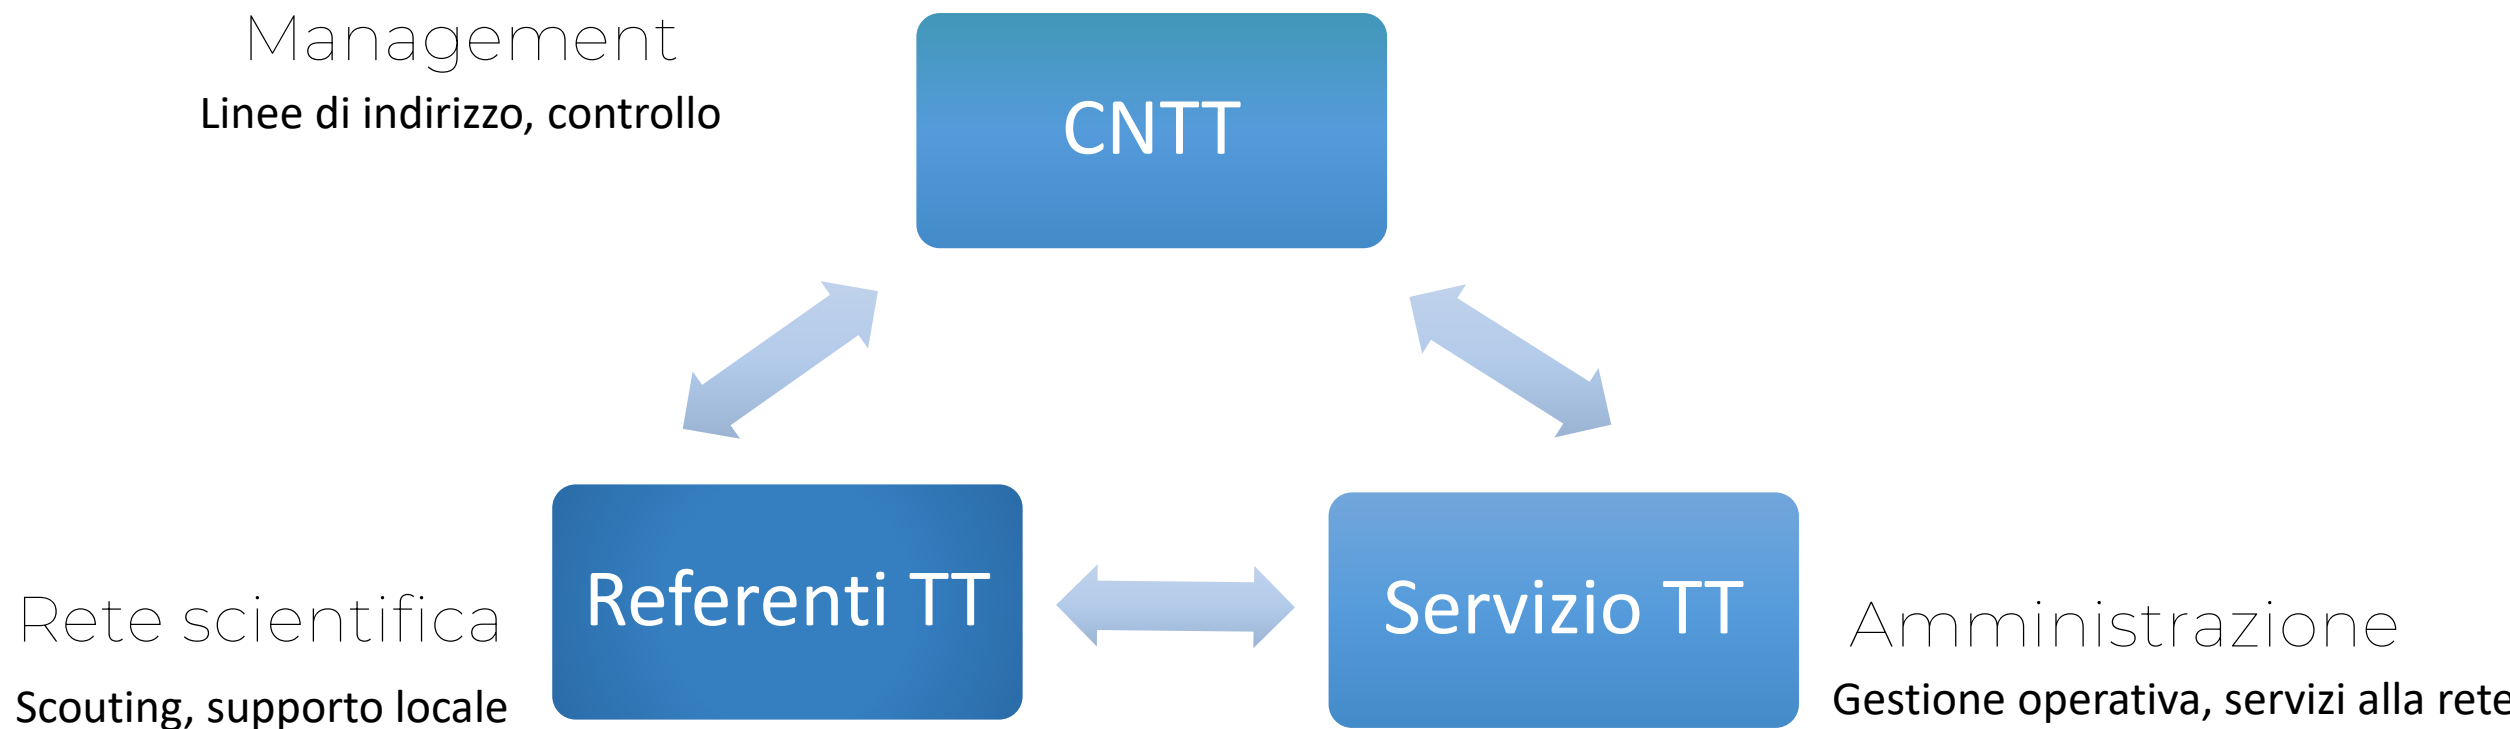 Management
Linee di indirizzo, controllo
CNTT
Referenti TT
Servizio TT
Rete scientifica
Scouting, supporto locale
Amministrazione
Gestione operativa, servizi alla rete